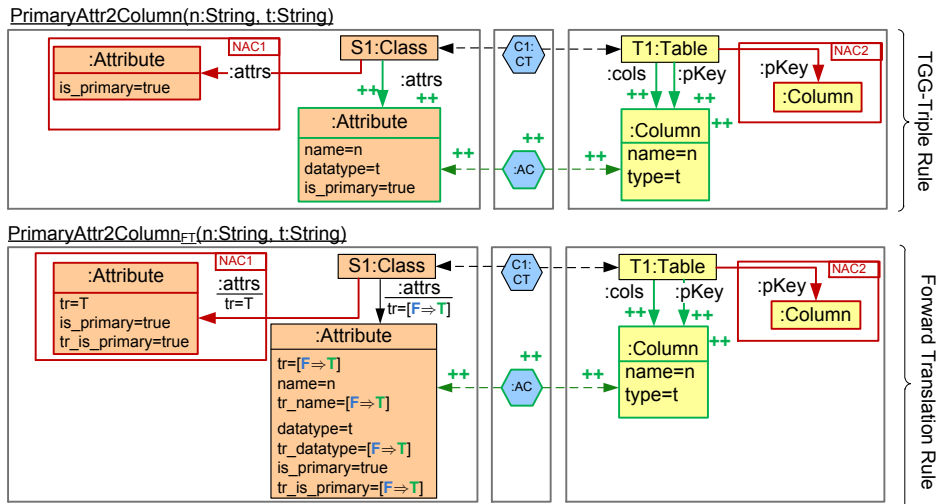 PrimaryAttr2Column(n:String, t:String)
NAC1
:Attribute
is_primary=true
:attrs
S1:Class
:attrs
++
++
:Attribute
name=n
datatype=t
is_primary=true
C1:
CT
++
++
:AC
++
T1:Table
:cols
:pKey
++
++
++
:Column
name=n
type=t
NAC2
:pKey
:Column
TGG-Triple Rule
PrimaryAttr2Column_FT(n:String, t:String)
NAC1
:Attribute
tr=T
is_primary=true
tr_is_primary=true
:attrs
tr=T
S1:Class
:attrs
tr=[F⇒T]
:Attribute
tr=[F⇒T]
name=n
tr_name=[F⇒T]
datatype=t
tr_datatype=[F⇒T]
is_primary=true
tr_is_primary=[F⇒T]
C1:
CT
++
++
:AC
++
T1:Table
:cols
:pKey
++
++
++
:Column
name=n
type=t
NAC2
:pKey
:Column
Forward Translation Rule